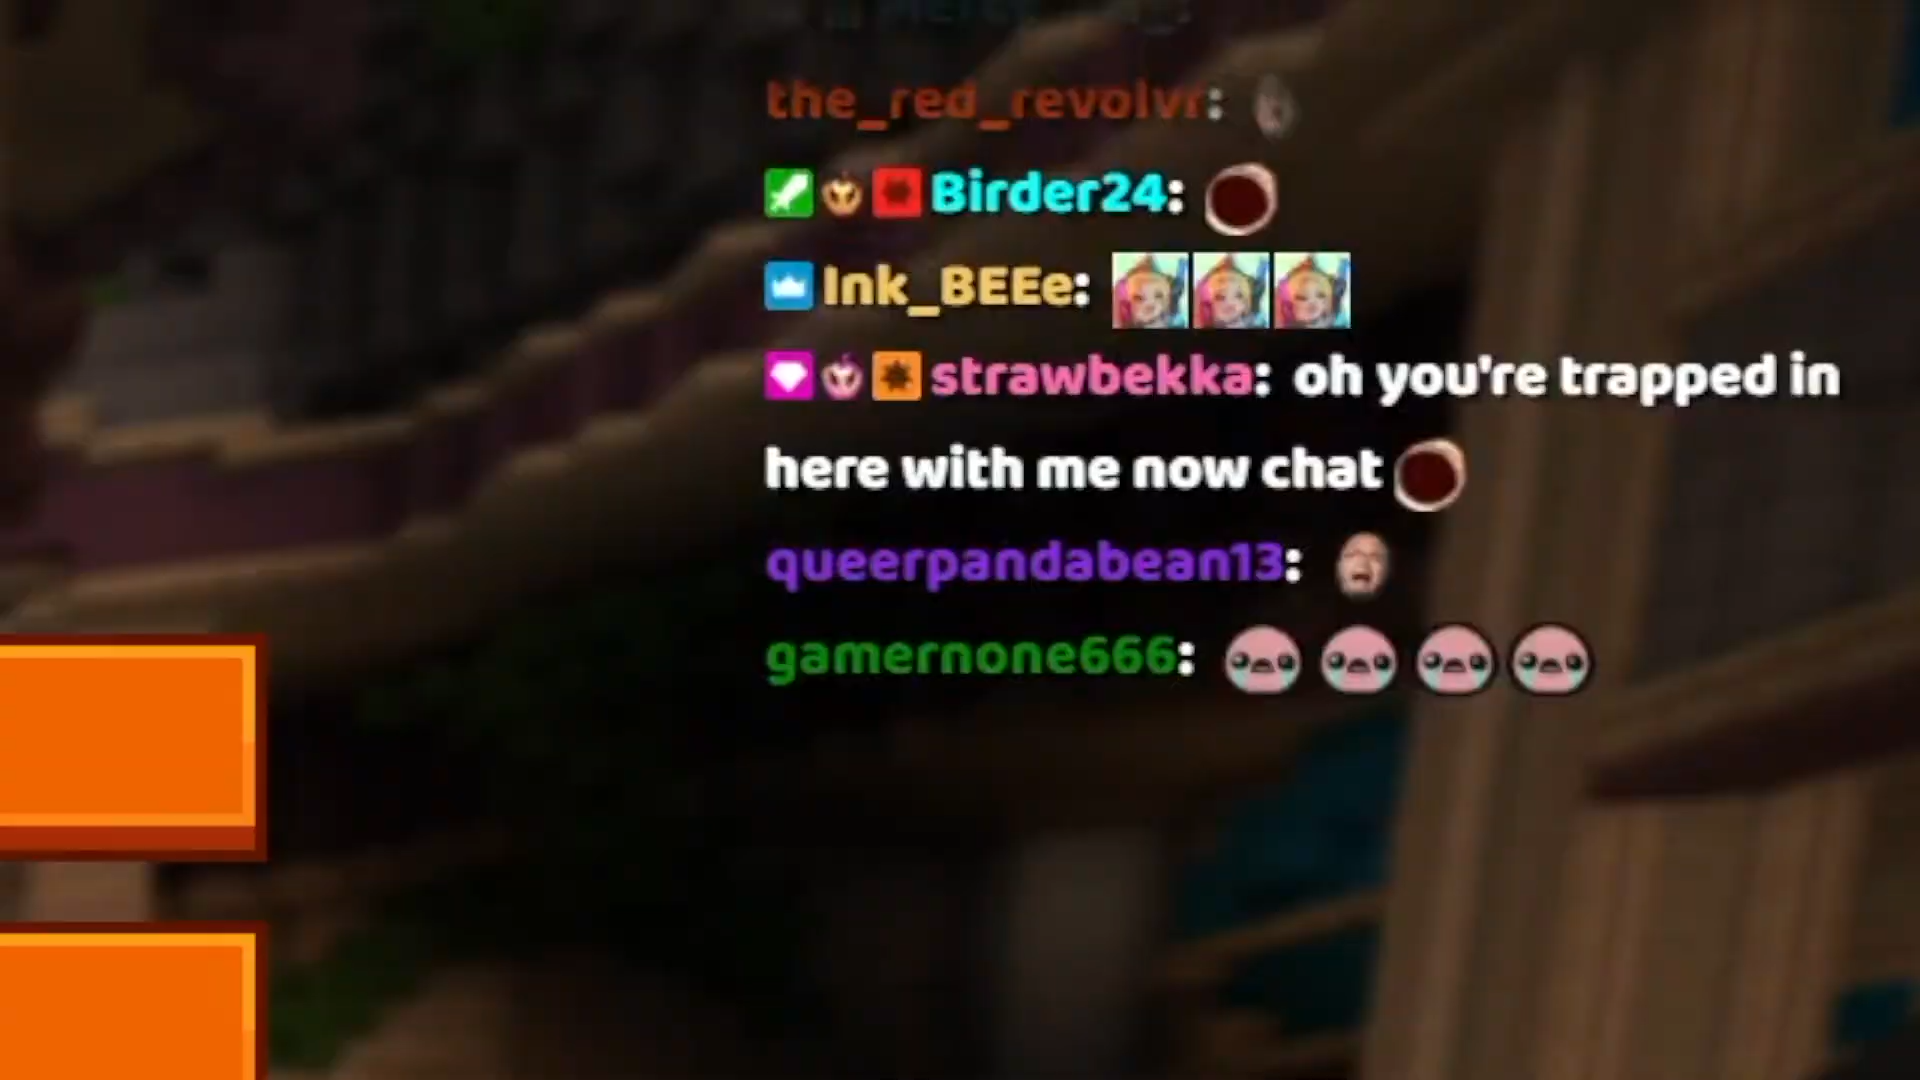 the_red_revolvr:
Birder24:
Ink_BEEe:
strawbekka: oh you're trapped in
here with me now chat
queerpandabean13:
gamernone666: